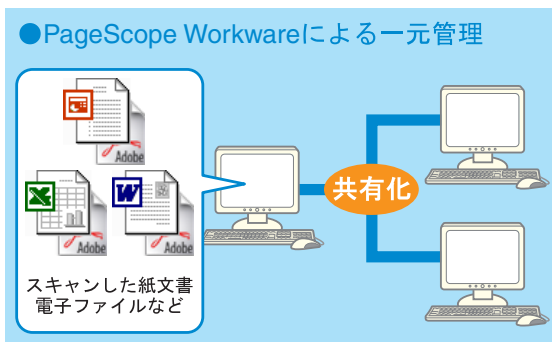 ●PageScope Workwareによる一元管理
Adobe
X
Adobe
W
Adobe
共有化
スキャンした紙文書
電子ファイルなど